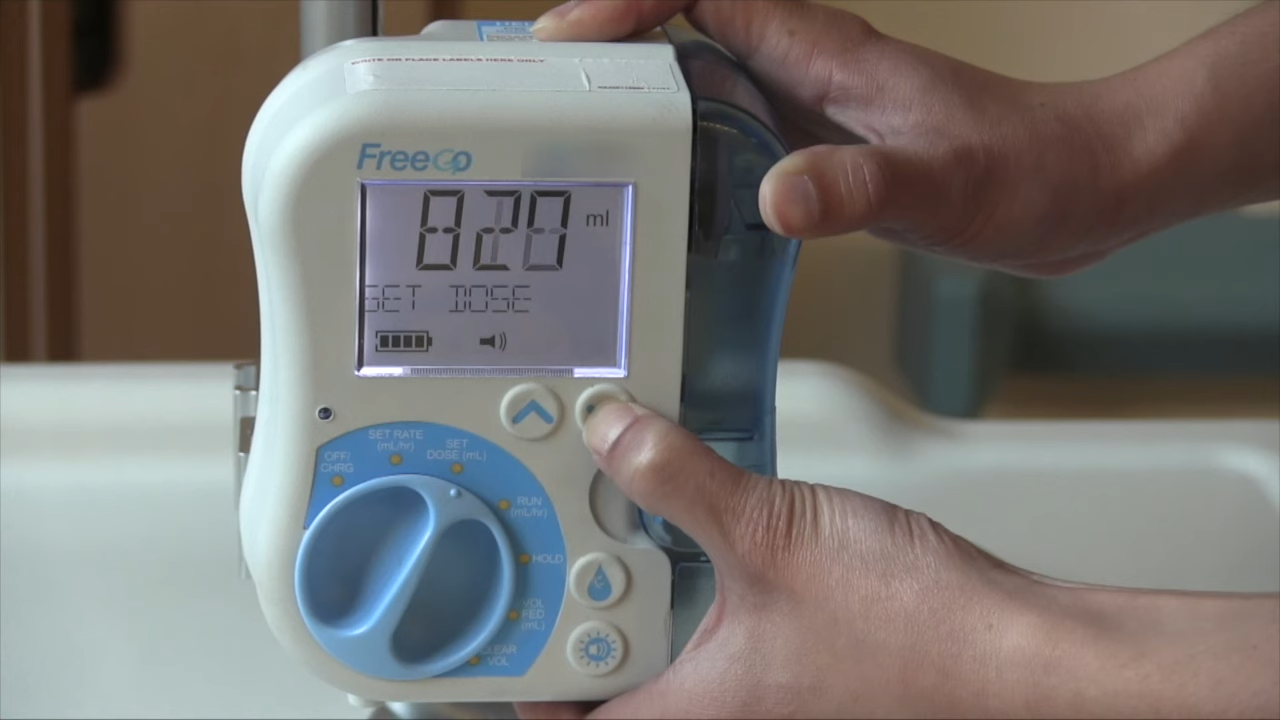 WRITE OR PLACE LABELS HERE ONLY
FreeGo
ml
SET DOSE
OFF/
CHRG
SET RATE
(mL/hr)
SET
DOSE (mL)
RUN
(mL/hr)
HOLD
VOL
FED
(mL)
CLEAR
VOL